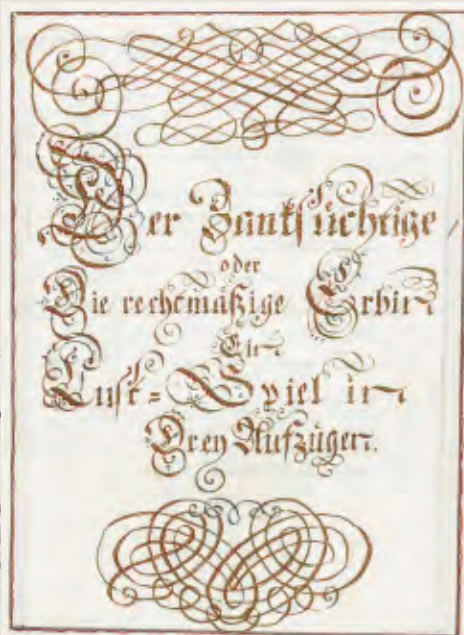 Der Zanksüchtige
oder
Die rechtmäßige Erbin
Ein
Lust=Spiel in
Drey Aufzügen.